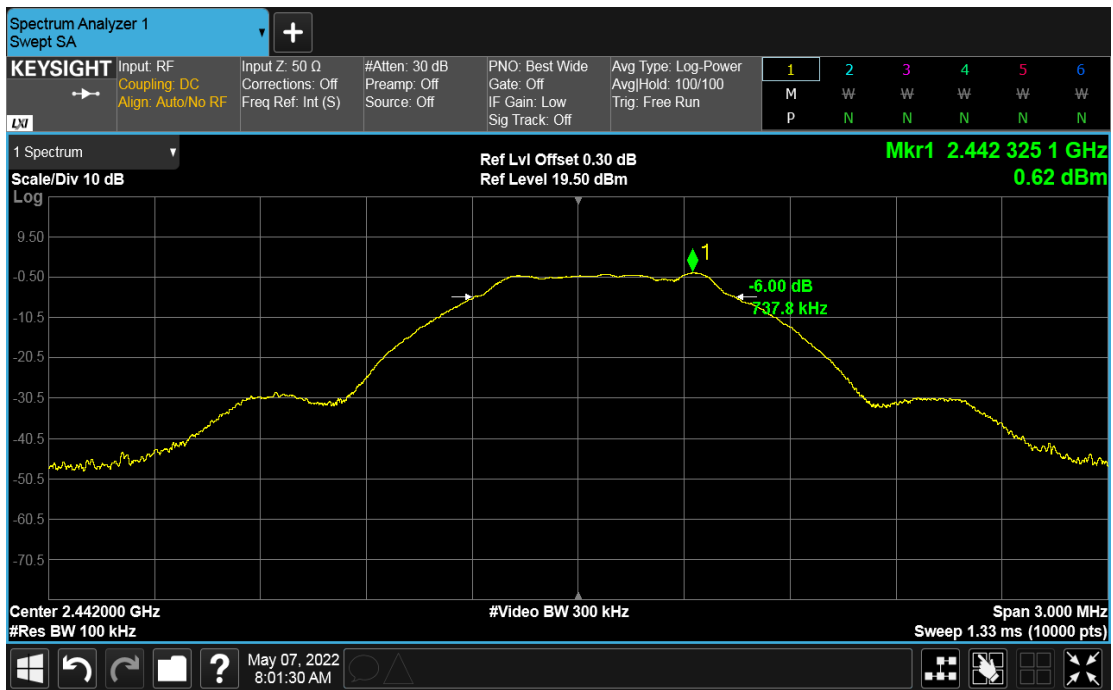 Spectrum Analyzer 1
Swept SA
KEYSIGHT
LXI
Input: RF
Coupling: DC
Align: Auto/No RF
Input Z: 50 Ω
Corrections: Off
Freq Ref: Int (S)
#Atten: 30 dB
Preamp: Off
Source: Off
PNO: Best Wide
Gate: Off
IF Gain: Low
Sig Track: Off
Avg Type: Log-Power
Avg|Hold: 100/100
Trig: Free Run
1 2 3 4 5 6
M W W W W W
P N N N N N
1 Spectrum
Scale/Div 10 dB
Log
Ref Lvl Offset 0.30 dB
Ref Level 19.50 dBm
Mkr1 2.442 325 1 GHz
0.62 dBm
9.50
-0.50
-10.5
-20.5
-30.5
-40.5
-50.5
-60.5
-70.5
1
-6.00 dB
737.8 kHz
Center 2.442000 GHz
#Video BW 300 kHz
Span 3.000 MHz
#Res BW 100 kHz
Sweep 1.33 ms (10000 pts)
?
May 07, 2022
8:01:30 AM